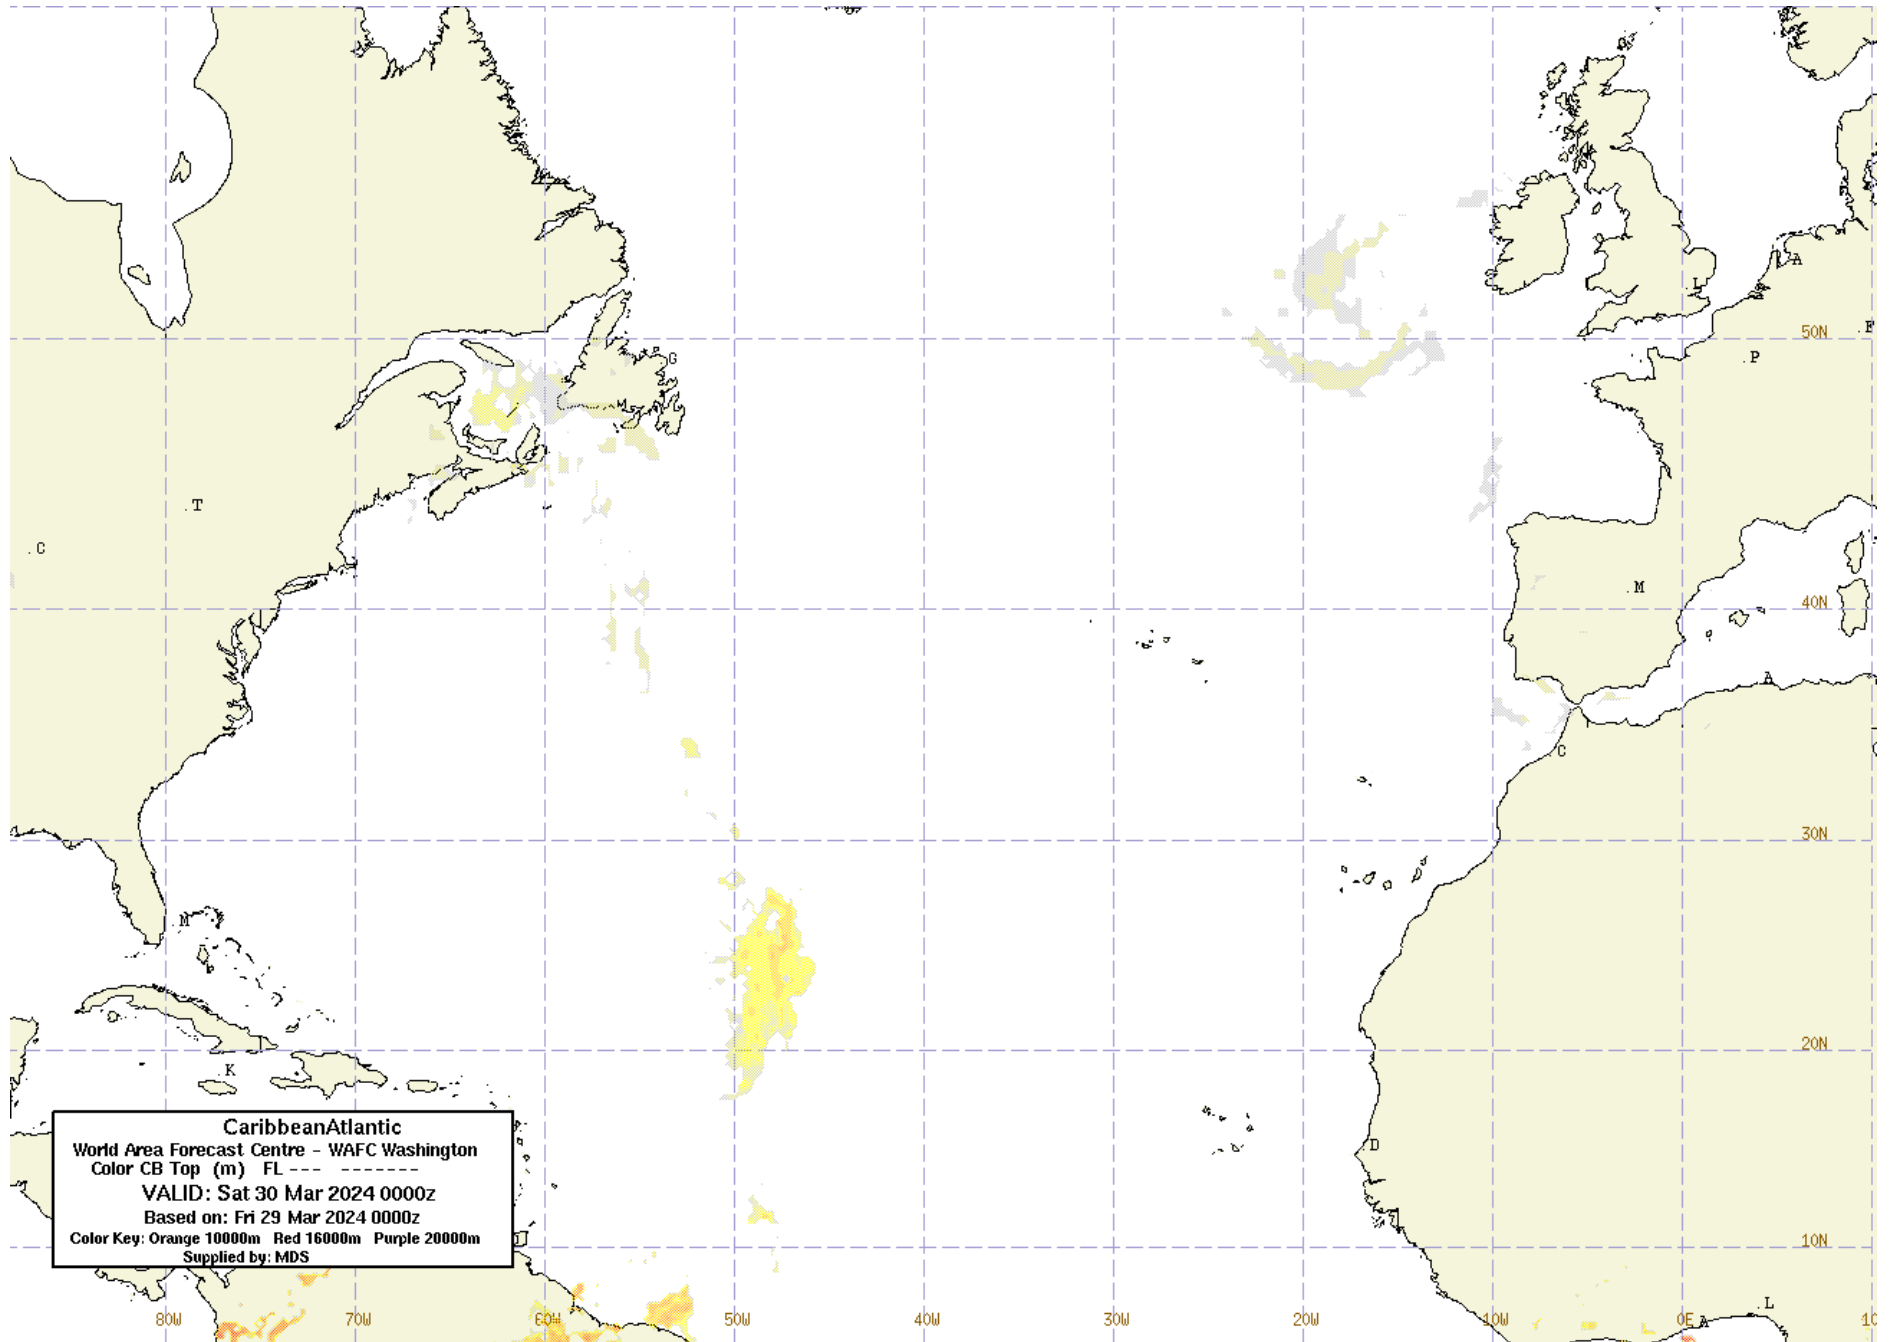 A
L
50N
F
G
P
M
T
C
M
40N
A
C
C
30N
M
20N
K
D
10N
CaribbeanAtlantic
World Area Forecast Centre - WAFC Washington
Color CB Top (m) FL --- -------
VALID: Sat 30 Mar 2024 0000z
Based on: Fri 29 Mar 2024 0000z
Color Key: Orange 10000m Red 16000m Purple 20000m
Supplied by: MDS
L
A
80W 70W 60W 50W 40W 30W 20W 10W 0E 10